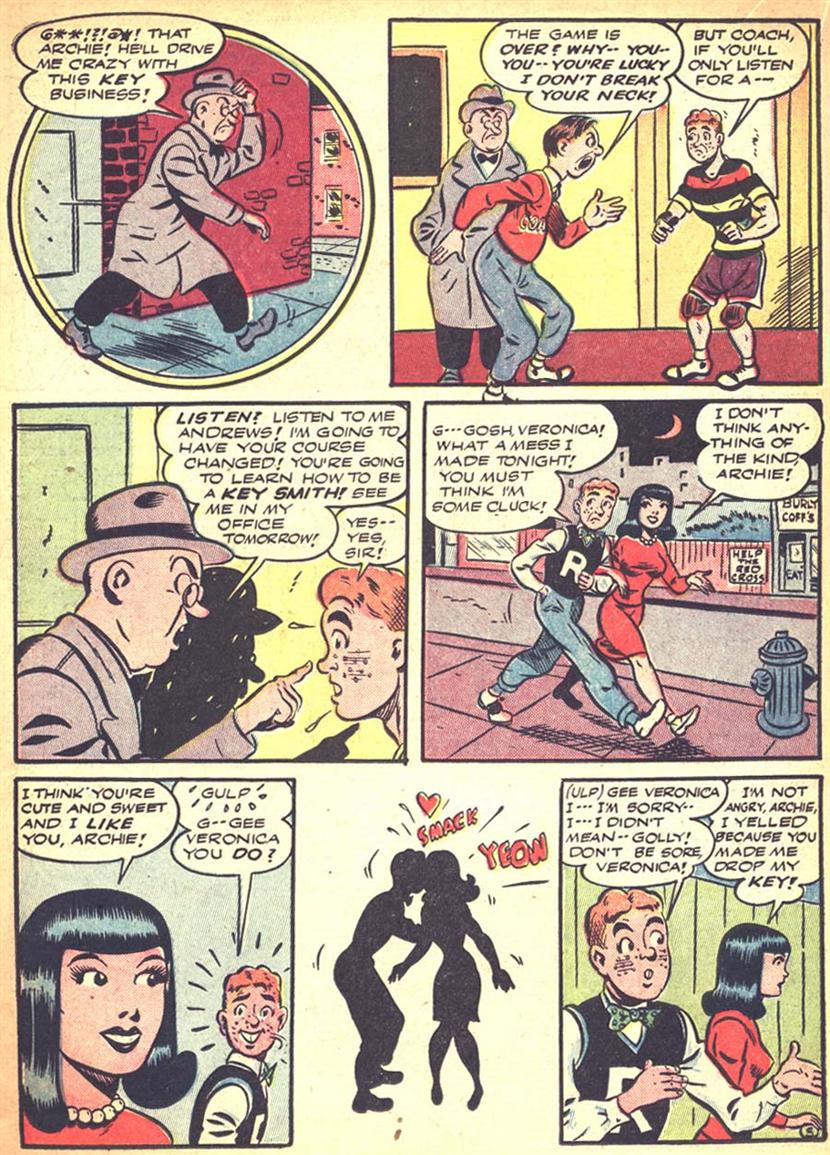 G**!?!@*! THAT
ARCHIE! HE'LL DRIVE
ME CRAZY WITH
THIS KEY
BUSINESS!
THE GAME IS
OVER? WHY-- YOU--
YOU-- YOU'RE LUCKY
I DON'T BREAK
YOUR NECK!
BUT COACH,
IF YOU'LL
ONLY LISTEN
FOR A--
LISTEN? LISTEN TO ME
ANDREWS! I'M GOING TO
HAVE YOUR COURSE
CHANGED! YOU'RE GOING
TO LEARN HOW TO BE
A KEY SMITH! SEE
ME IN MY
OFFICE
TOMORROW!
YES--
YES,
SIR!
G---GOSH, VERONICA!
WHAT A MESS I
MADE TONIGHT!
YOU MUST
THINK I'M
SOME CLUCK!
I DON'T
THINK ANY-
THING OF
THE KIND,
ARCHIE!
BURLY
COFF'S
HELP
THE
RED
CROSS
EAT
R
I THINK YOU'RE
CUTE AND SWEET
AND I LIKE
YOU, ARCHIE!
GULP
G--GEE
VERONICA
YOU DO?
SMACK
YEOW
(ULP) GEE VERONICA
I---I'M SORRY--
I---I DIDN'T
MEAN-- GOLLY!
DON'T BE SORE,
VERONICA!
I'M NOT
ANGRY, ARCHIE,
I YELLED
BECAUSE YOU
MADE ME
DROP MY
KEY!
R
5